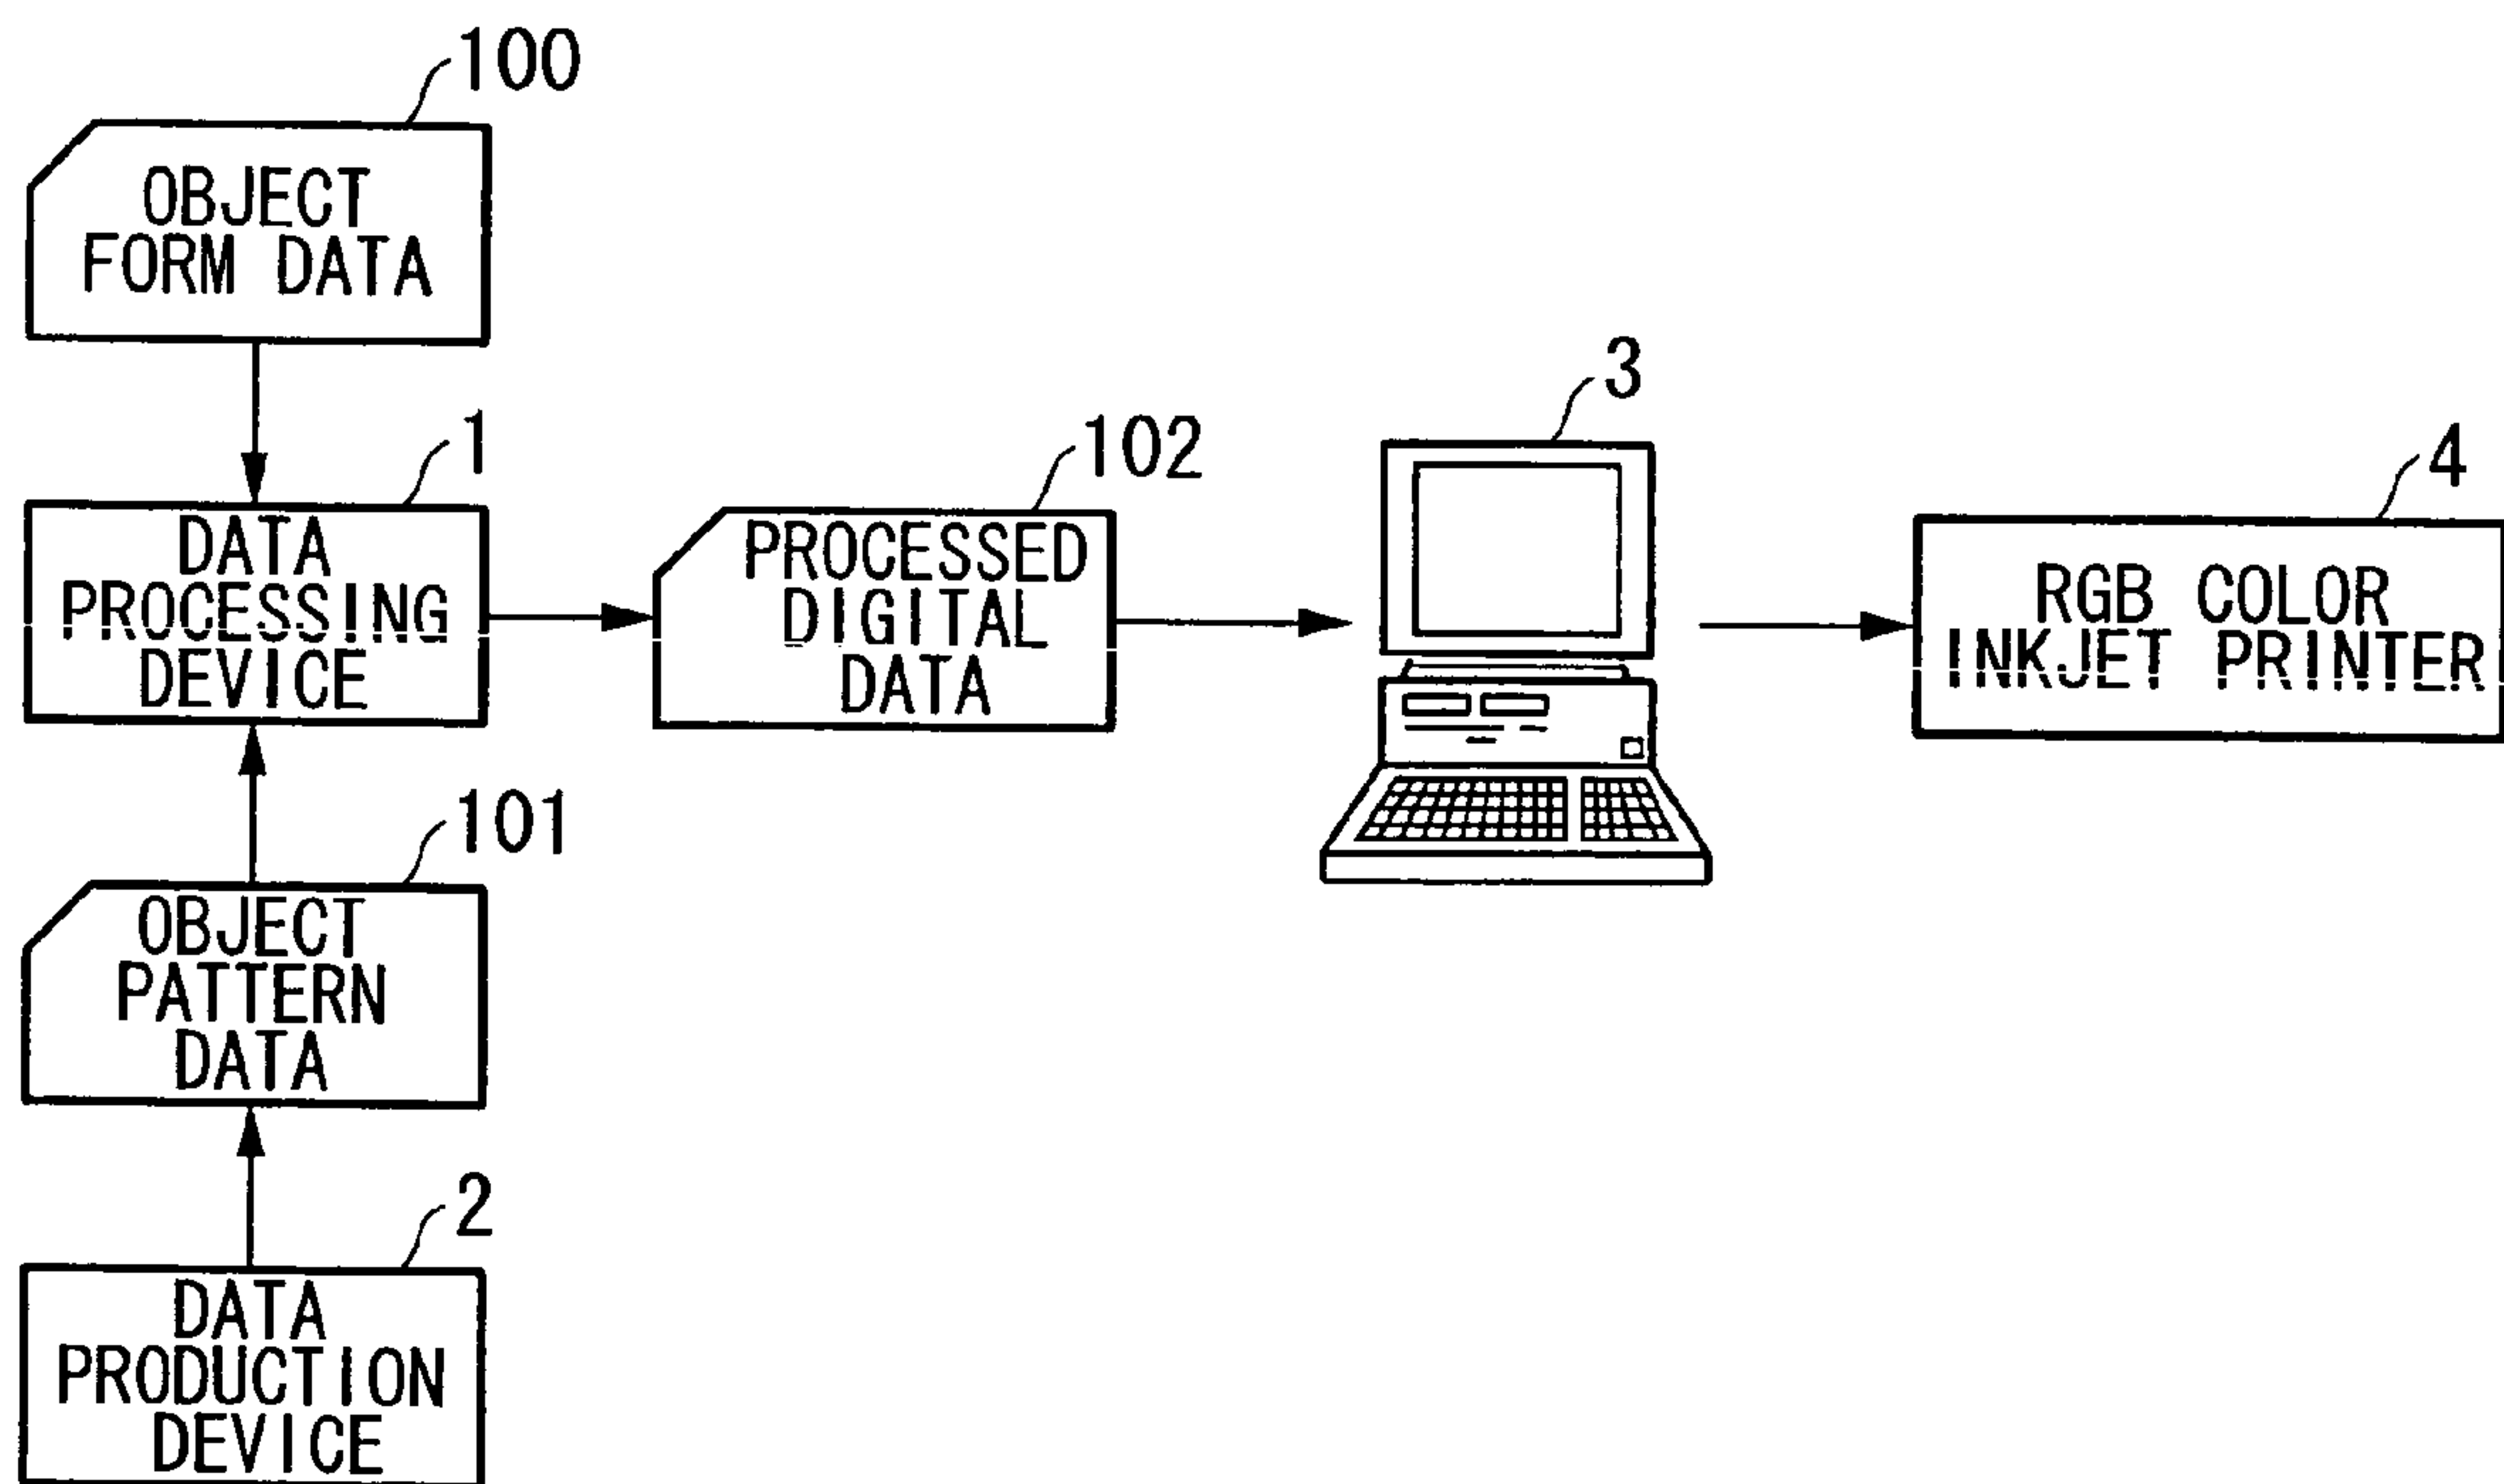 100
OBJECT
FORM DATA
1
DATA
PROCESSING
DEVICE
102
PROCESSED
DIGITAL
DATA
3
4
RGB COLOR
INKJET PRINTER
101
OBJECT
PATTERN
DATA
2
DATA
PRODUCTION
DEVICE